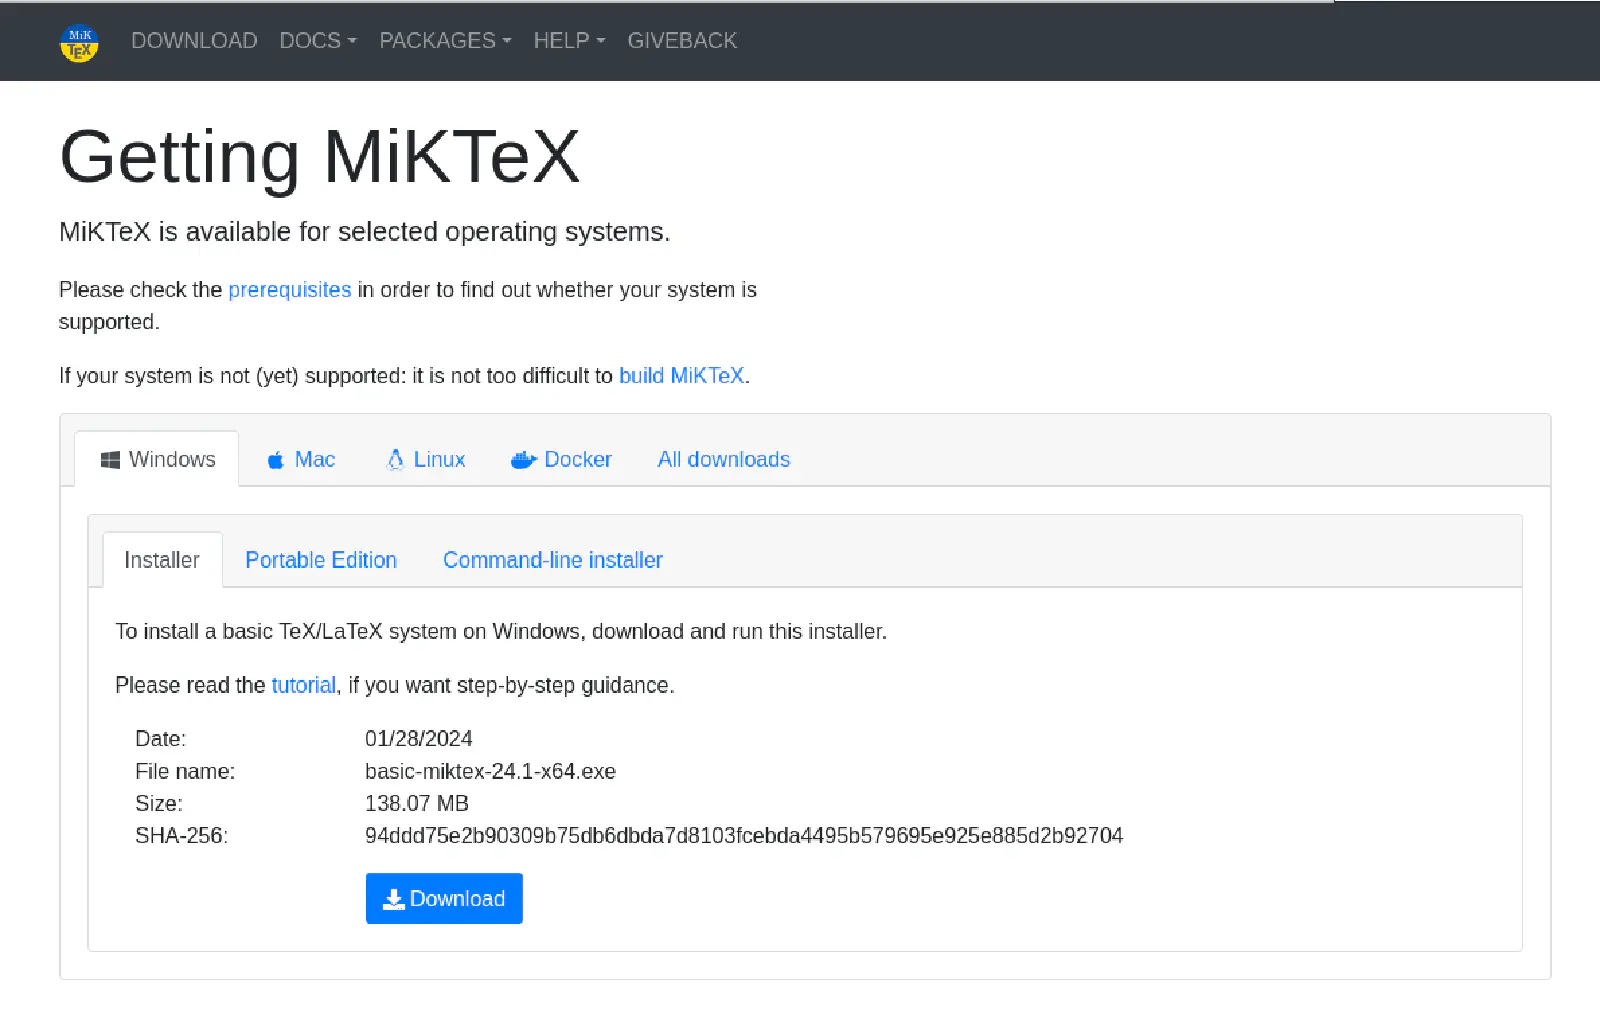 MiK
TEX
DOWNLOAD DOCS PACKAGES HELP GIVEBACK
Getting MiKTeX
MiKTeX is available for selected operating systems.
Please check the prerequisites in order to find out whether your system is
supported.
If your system is not (yet) supported: it is not too difficult to build MiKTeX.
Windows Mac Linux Docker All downloads
Installer Portable Edition Command-line installer
To install a basic TeX/LaTeX system on Windows, download and run this installer.
Please read the tutorial, if you want step-by-step guidance.
Date: 01/28/2024
File name: basic-miktex-24.1-x64.exe
Size: 138.07 MB
SHA-256: 94ddd75e2b90309b75db6dbda7d8103fcebda4495b579695e925e885d2b92704
Download